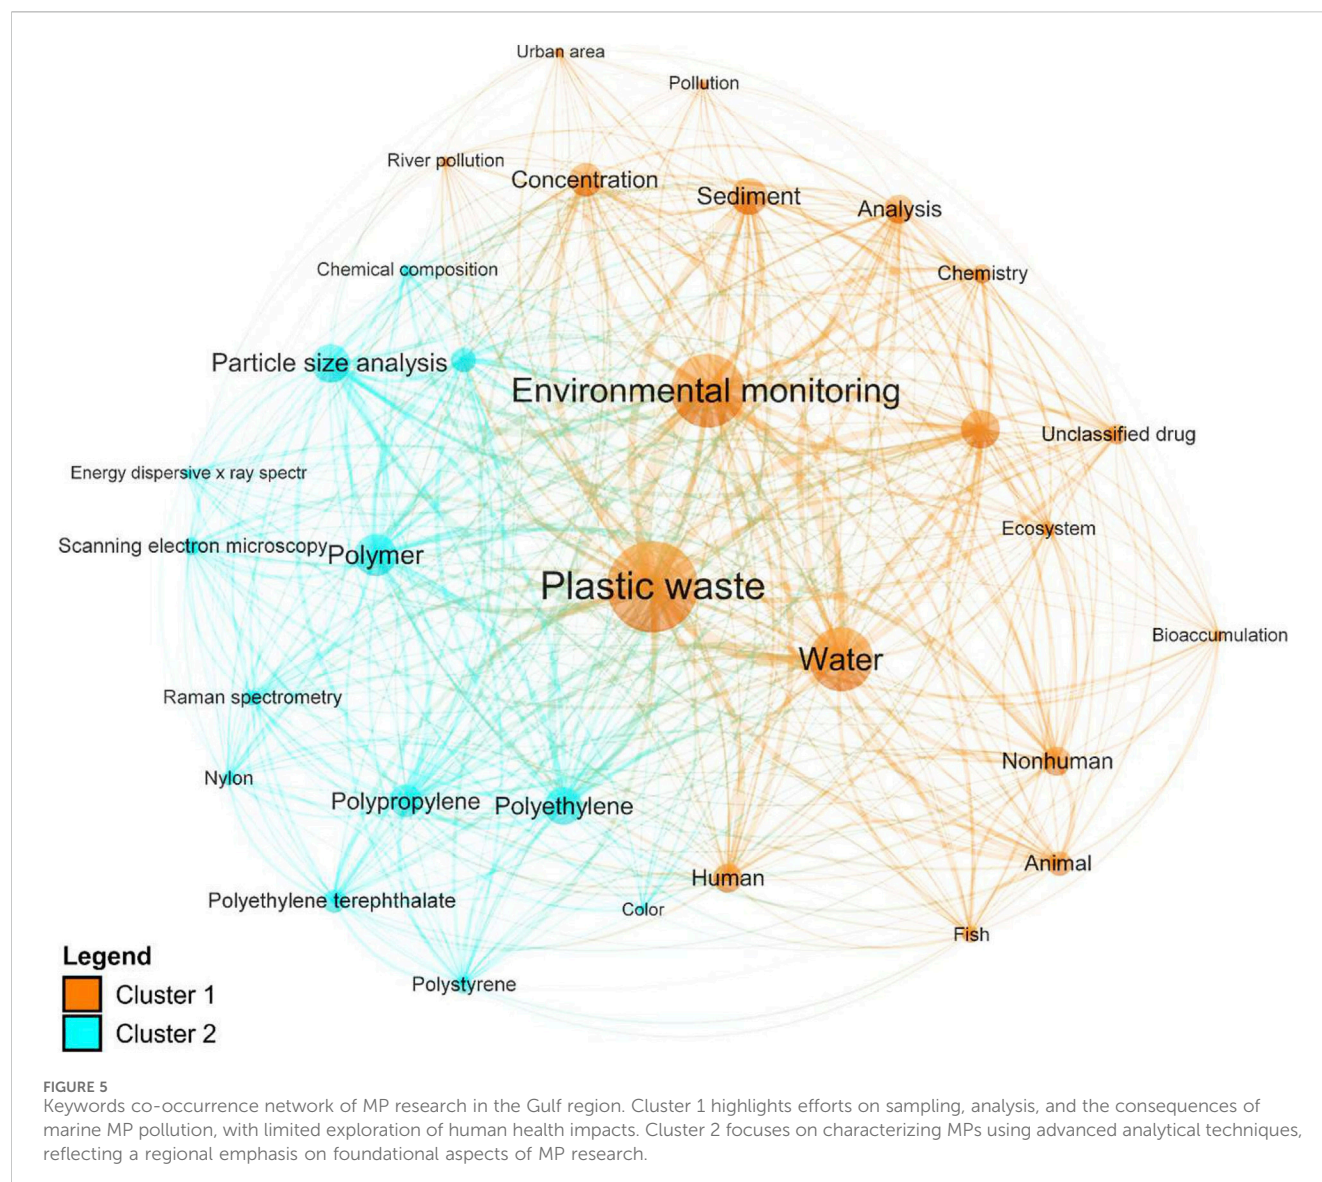 Urban area
Pollution
River pollution
Concentration
Sediment
Analysis
Chemical composition
Chemistry
Particle size analysis
Environmental monitoring
Unclassified drug
Energy dispersive x ray spectr
Ecosystem
Scanning electron microscopy
Polymer
Plastic waste
Bioaccumulation
Water
Raman spectrometry
Nylon
Nonhuman
Polypropylene
Polyethylene
Animal
Human
Polyethylene terephthalate
Color
Fish
Polystyrene
Legend
Cluster 1
Cluster 2
FIGURE 5
Keywords co-occurrence network of MP research in the Gulf region. Cluster 1 highlights efforts on sampling, analysis, and the consequences of
marine MP pollution, with limited exploration of human health impacts. Cluster 2 focuses on characterizing MPs using advanced analytical techniques,
reflecting a regional emphasis on foundational aspects of MP research.